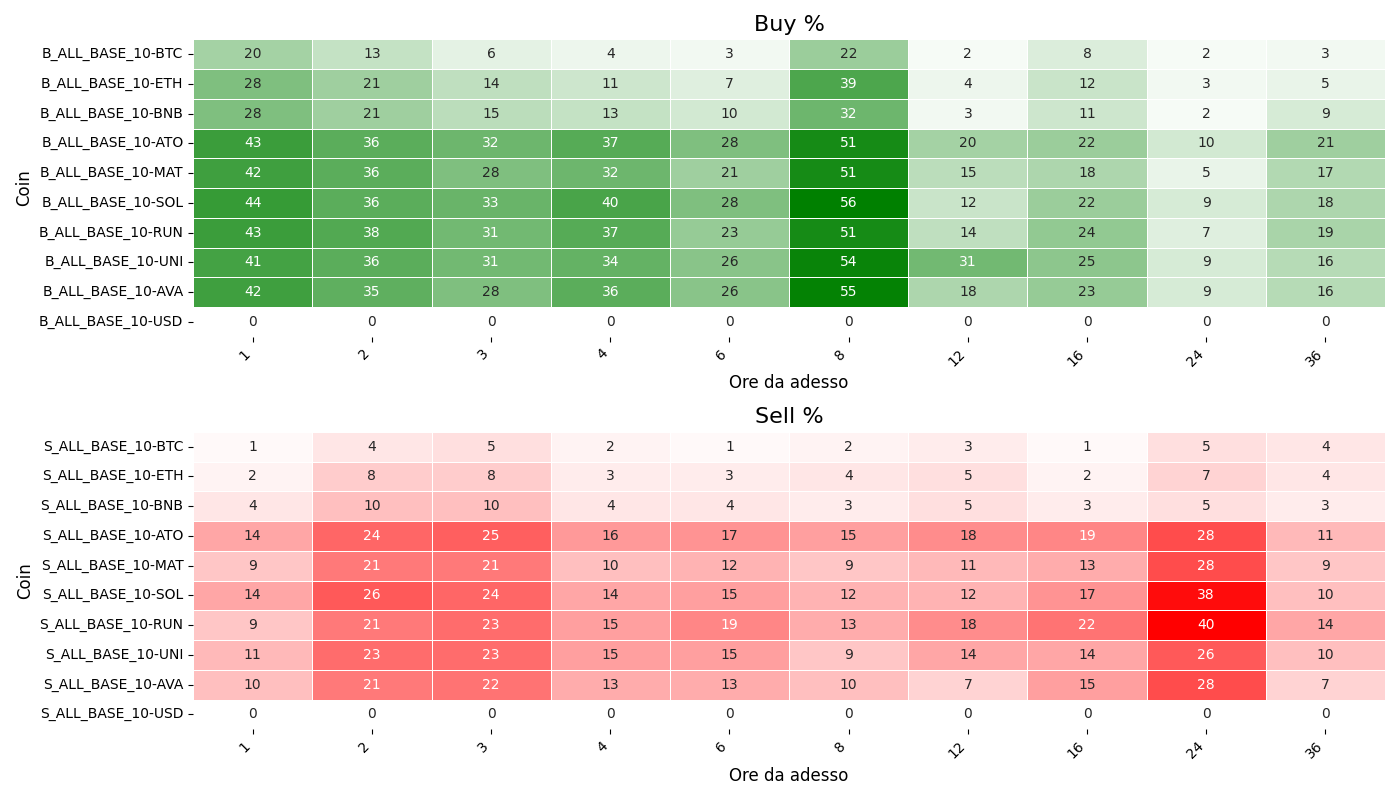 Buy %
Coin
B_ALL_BASE_10-BTC 20 13 6 4 3 22 2 8 2 3
B_ALL_BASE_10-ETH 28 21 14 11 7 39 4 12 3 5
B_ALL_BASE_10-BNB 28 21 15 13 10 32 3 11 2 9
B_ALL_BASE_10-ATO 43 36 32 37 28 51 20 22 10 21
B_ALL_BASE_10-MAT 42 36 28 32 21 51 15 18 5 17
B_ALL_BASE_10-SOL 44 36 33 40 28 56 12 22 9 18
B_ALL_BASE_10-RUN 43 38 31 37 23 51 14 24 7 19
B_ALL_BASE_10-UNI 41 36 31 34 26 54 31 25 9 16
B_ALL_BASE_10-AVA 42 35 28 36 26 55 18 23 9 16
B_ALL_BASE_10-USD 0 0 0 0 0 0 0 0 0 0
1 2 3 4 6 8 12 16 24 36
Ore da adesso
Sell %
Coin
S_ALL_BASE_10-BTC 1 4 5 2 1 2 3 1 5 4
S_ALL_BASE_10-ETH 2 8 8 3 3 4 5 2 7 4
S_ALL_BASE_10-BNB 4 10 10 4 4 3 5 3 5 3
S_ALL_BASE_10-ATO 14 24 25 16 17 15 18 19 28 11
S_ALL_BASE_10-MAT 9 21 21 10 12 9 11 13 28 9
S_ALL_BASE_10-SOL 14 26 24 14 15 12 12 17 38 10
S_ALL_BASE_10-RUN 9 21 23 15 19 13 18 22 40 14
S_ALL_BASE_10-UNI 11 23 23 15 15 9 14 14 26 10
S_ALL_BASE_10-AVA 10 21 22 13 13 10 7 15 28 7
S_ALL_BASE_10-USD 0 0 0 0 0 0 0 0 0 0
1 2 3 4 6 8 12 16 24 36
Ore da adesso